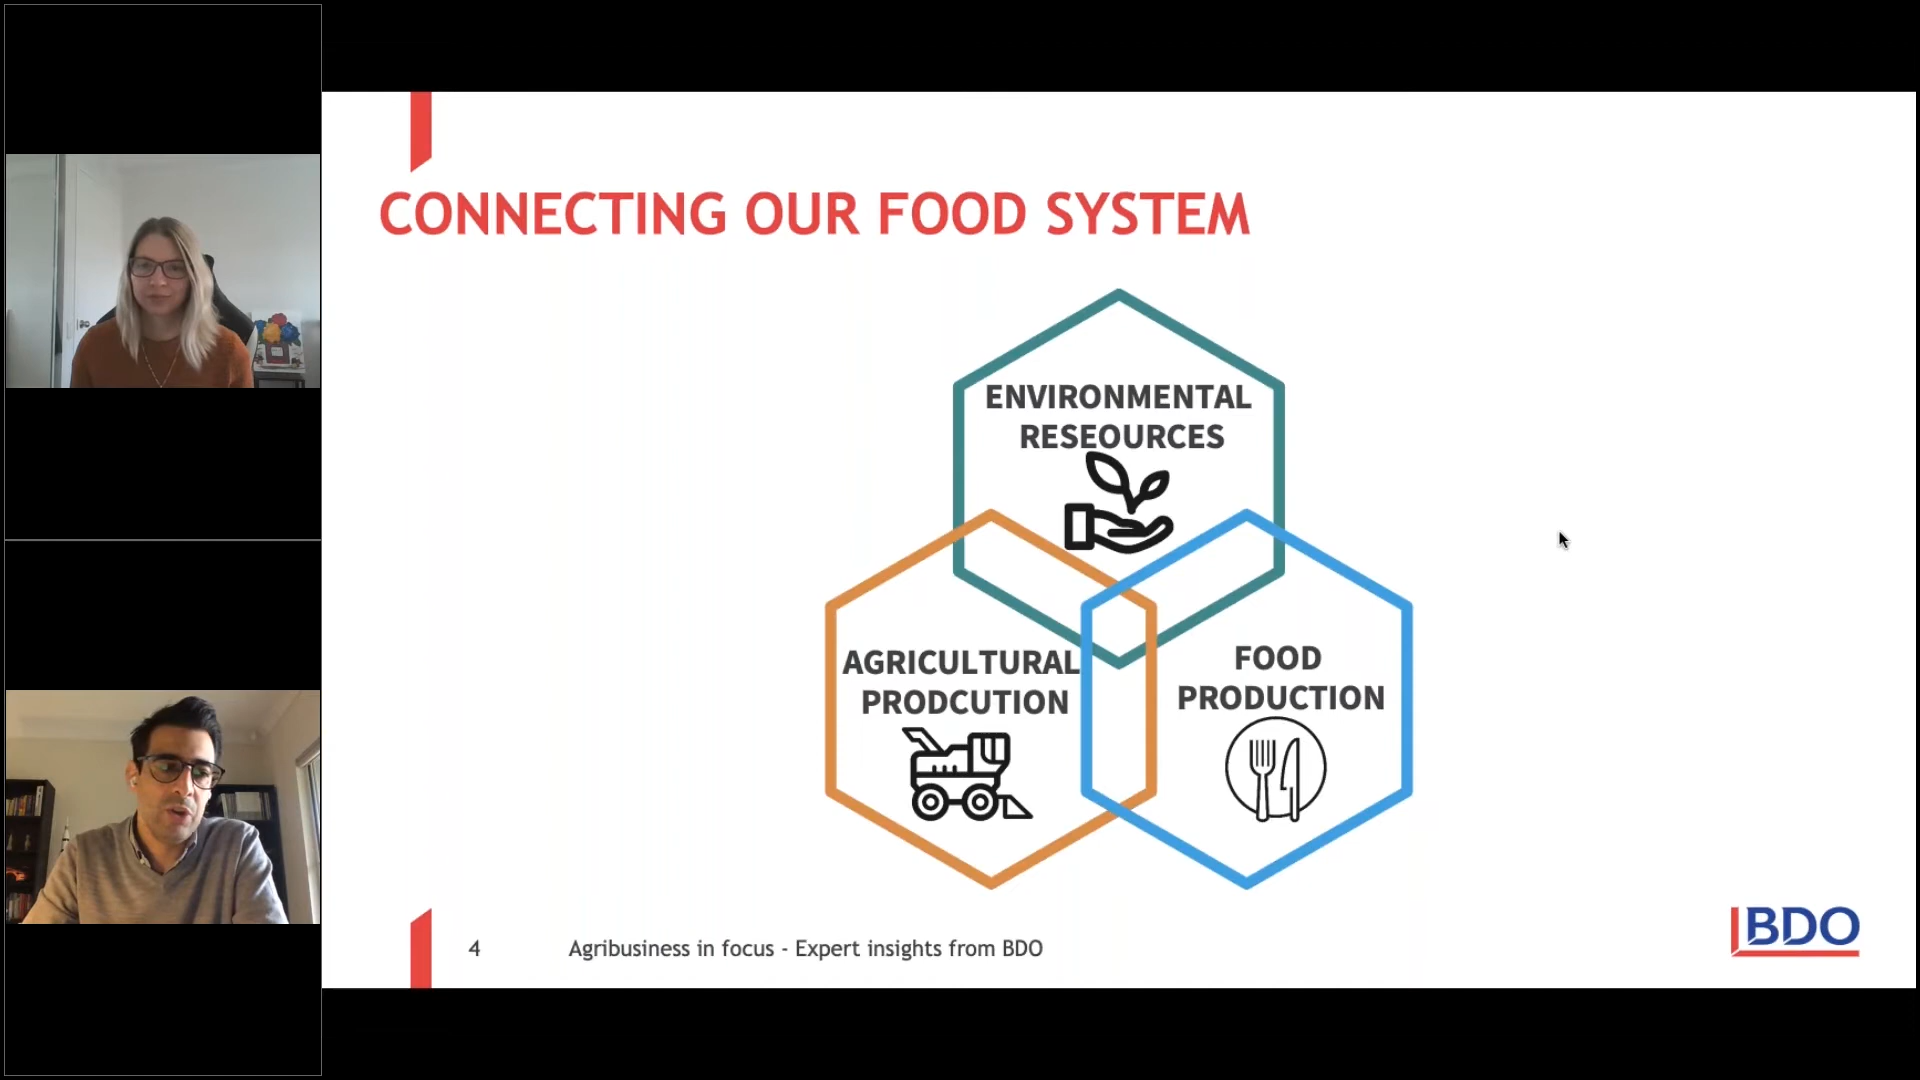 CONNECTING OUR FOOD SYSTEM
ENVIRONMENTAL
RESEOURCES
AGRICULTURAL
PRODCUTION
FOOD
PRODUCTION
4
Agribusiness in focus - Expert insights from BDO
BDO